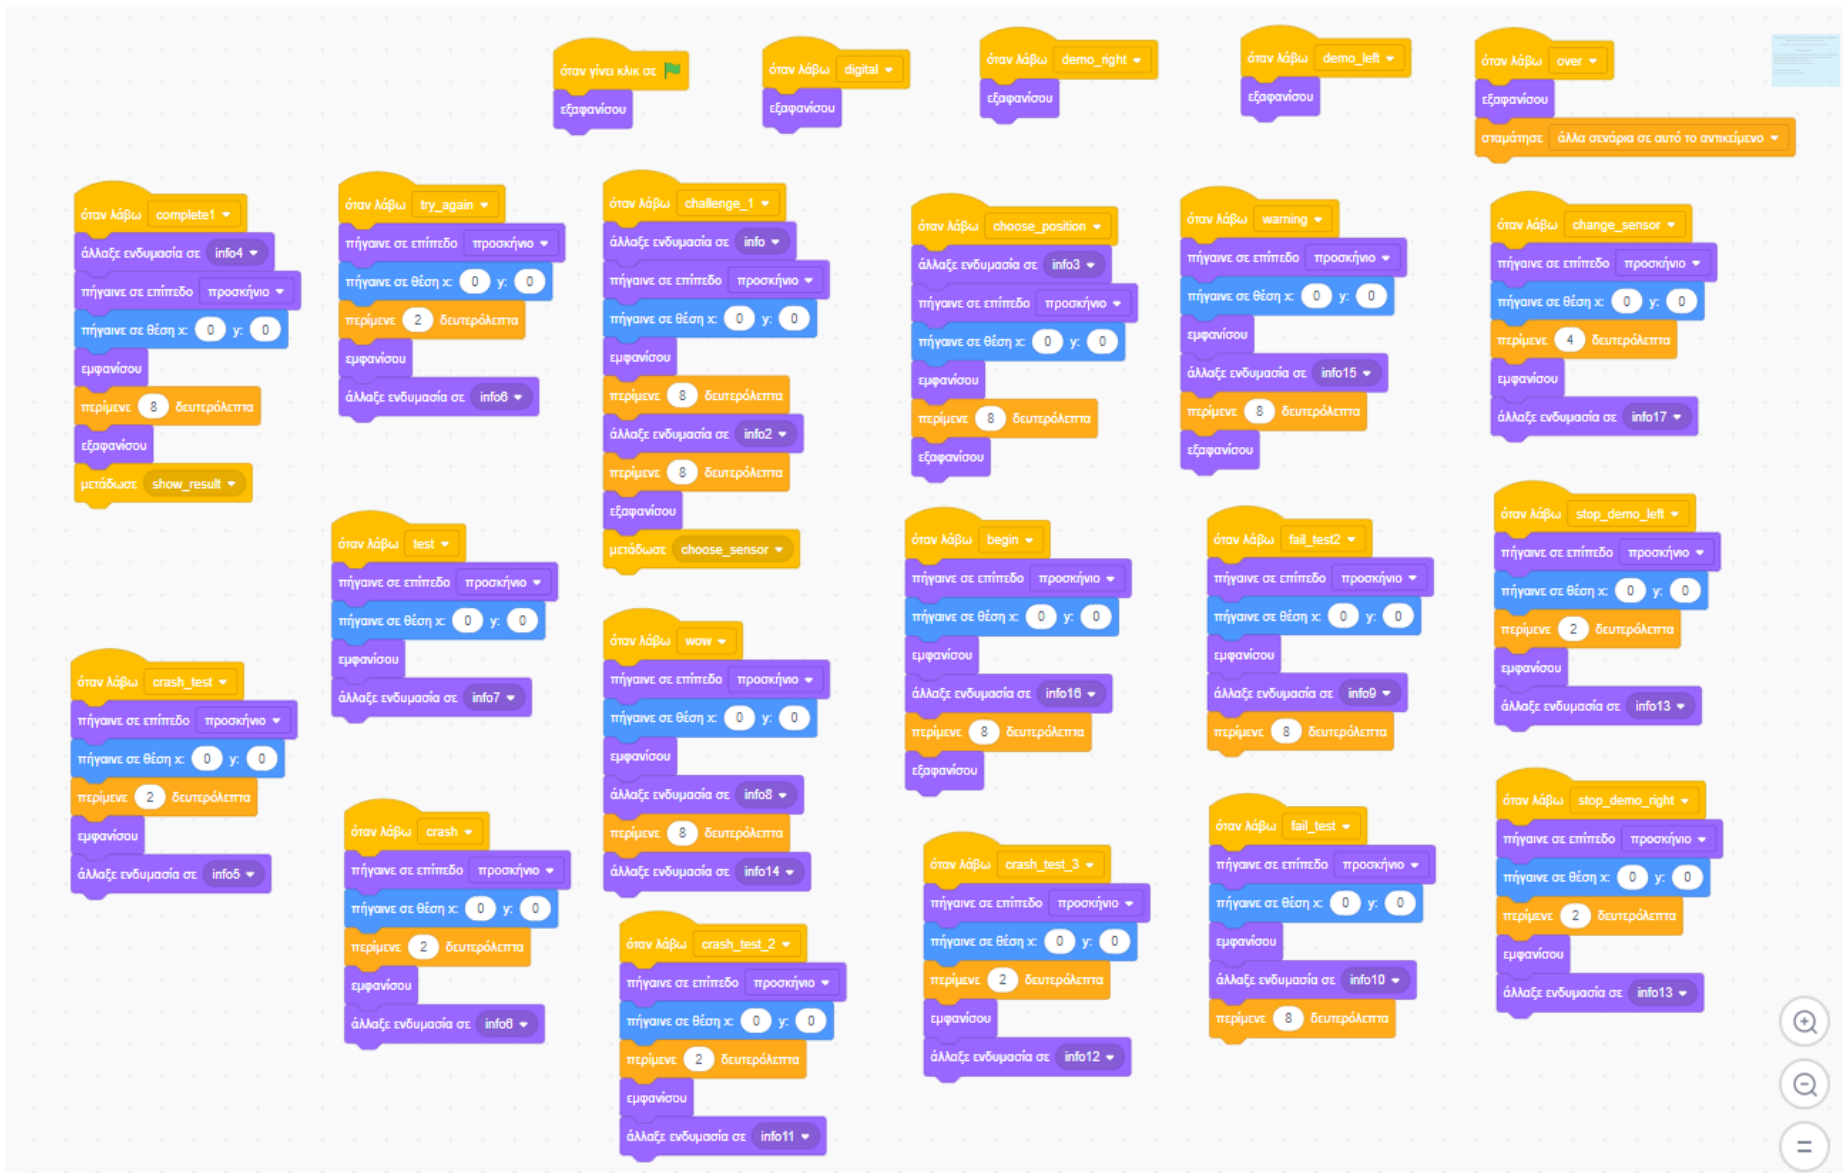 όταν γίνει κλικ σε
εξαφανίσου
όταν λάβω digital
εξαφανίσου
όταν λάβω demo_right
εξαφανίσου
όταν λάβω demo_left
εξαφανίσου
όταν λάβω over
εξαφανίσου
σταμάτησε άλλα σενάρια σε αυτό το αντικείμενο
όταν λάβω complete1
άλλαξε ενδυμασία σε info4
πήγαινε σε επίπεδο προσκήνιο
πήγαινε σε θέση x: 0 y: 0
εμφανίσου
περίμενε 8 δευτερόλεπτα
εξαφανίσου
μετάδωσε show_result
όταν λάβω try_again
πήγαινε σε επίπεδο προσκήνιο
πήγαινε σε θέση x: 0 y: 0
περίμενε 2 δευτερόλεπτα
εμφανίσου
άλλαξε ενδυμασία σε info6
όταν λάβω challenge_1
άλλαξε ενδυμασία σε info
πήγαινε σε επίπεδο προσκήνιο
πήγαινε σε θέση x: 0 y: 0
εμφανίσου
περίμενε 8 δευτερόλεπτα
άλλαξε ενδυμασία σε info2
περίμενε 8 δευτερόλεπτα
εξαφανίσου
μετάδωσε choose_sensor
όταν λάβω choose_position
άλλαξε ενδυμασία σε info3
πήγαινε σε επίπεδο προσκήνιο
πήγαινε σε θέση x: 0 y: 0
εμφανίσου
περίμενε 8 δευτερόλεπτα
εξαφανίσου
όταν λάβω warning
πήγαινε σε επίπεδο προσκήνιο
πήγαινε σε θέση x: 0 y: 0
εμφανίσου
άλλαξε ενδυμασία σε info15
περίμενε 8 δευτερόλεπτα
εξαφανίσου
όταν λάβω change_sensor
πήγαινε σε επίπεδο προσκήνιο
πήγαινε σε θέση x: 0 y: 0
περίμενε 4 δευτερόλεπτα
εμφανίσου
άλλαξε ενδυμασία σε info17
όταν λάβω test
πήγαινε σε επίπεδο προσκήνιο
πήγαινε σε θέση x: 0 y: 0
εμφανίσου
άλλαξε ενδυμασία σε info7
όταν λάβω begin
πήγαινε σε επίπεδο προσκήνιο
πήγαινε σε θέση x: 0 y: 0
εμφανίσου
άλλαξε ενδυμασία σε info16
περίμενε 8 δευτερόλεπτα
εξαφανίσου
όταν λάβω fail_test2
πήγαινε σε επίπεδο προσκήνιο
πήγαινε σε θέση x: 0 y: 0
εμφανίσου
άλλαξε ενδυμασία σε info9
περίμενε 8 δευτερόλεπτα
όταν λάβω stop_demo_left
πήγαινε σε επίπεδο προσκήνιο
πήγαινε σε θέση x: 0 y: 0
περίμενε 2 δευτερόλεπτα
εμφανίσου
άλλαξε ενδυμασία σε info13
όταν λάβω crash_test
πήγαινε σε επίπεδο προσκήνιο
πήγαινε σε θέση x: 0 y: 0
περίμενε 2 δευτερόλεπτα
εμφανίσου
άλλαξε ενδυμασία σε info5
όταν λάβω crash
πήγαινε σε επίπεδο προσκήνιο
πήγαινε σε θέση x: 0 y: 0
περίμενε 2 δευτερόλεπτα
εμφανίσου
άλλαξε ενδυμασία σε info6
όταν λάβω wow
πήγαινε σε επίπεδο προσκήνιο
πήγαινε σε θέση x: 0 y: 0
εμφανίσου
άλλαξε ενδυμασία σε info8
περίμενε 8 δευτερόλεπτα
άλλαξε ενδυμασία σε info14
όταν λάβω crash_test_2
πήγαινε σε επίπεδο προσκήνιο
πήγαινε σε θέση x: 0 y: 0
περίμενε 2 δευτερόλεπτα
εμφανίσου
άλλαξε ενδυμασία σε info11
όταν λάβω crash_test_3
πήγαινε σε επίπεδο προσκήνιο
πήγαινε σε θέση x: 0 y: 0
περίμενε 2 δευτερόλεπτα
εμφανίσου
άλλαξε ενδυμασία σε info12
όταν λάβω fail_test
πήγαινε σε επίπεδο προσκήνιο
πήγαινε σε θέση x: 0 y: 0
εμφανίσου
άλλαξε ενδυμασία σε info10
περίμενε 8 δευτερόλεπτα
όταν λάβω stop_demo_right
πήγαινε σε επίπεδο προσκήνιο
πήγαινε σε θέση x: 0 y: 0
περίμενε 2 δευτερόλεπτα
εμφανίσου
άλλαξε ενδυμασία σε info13